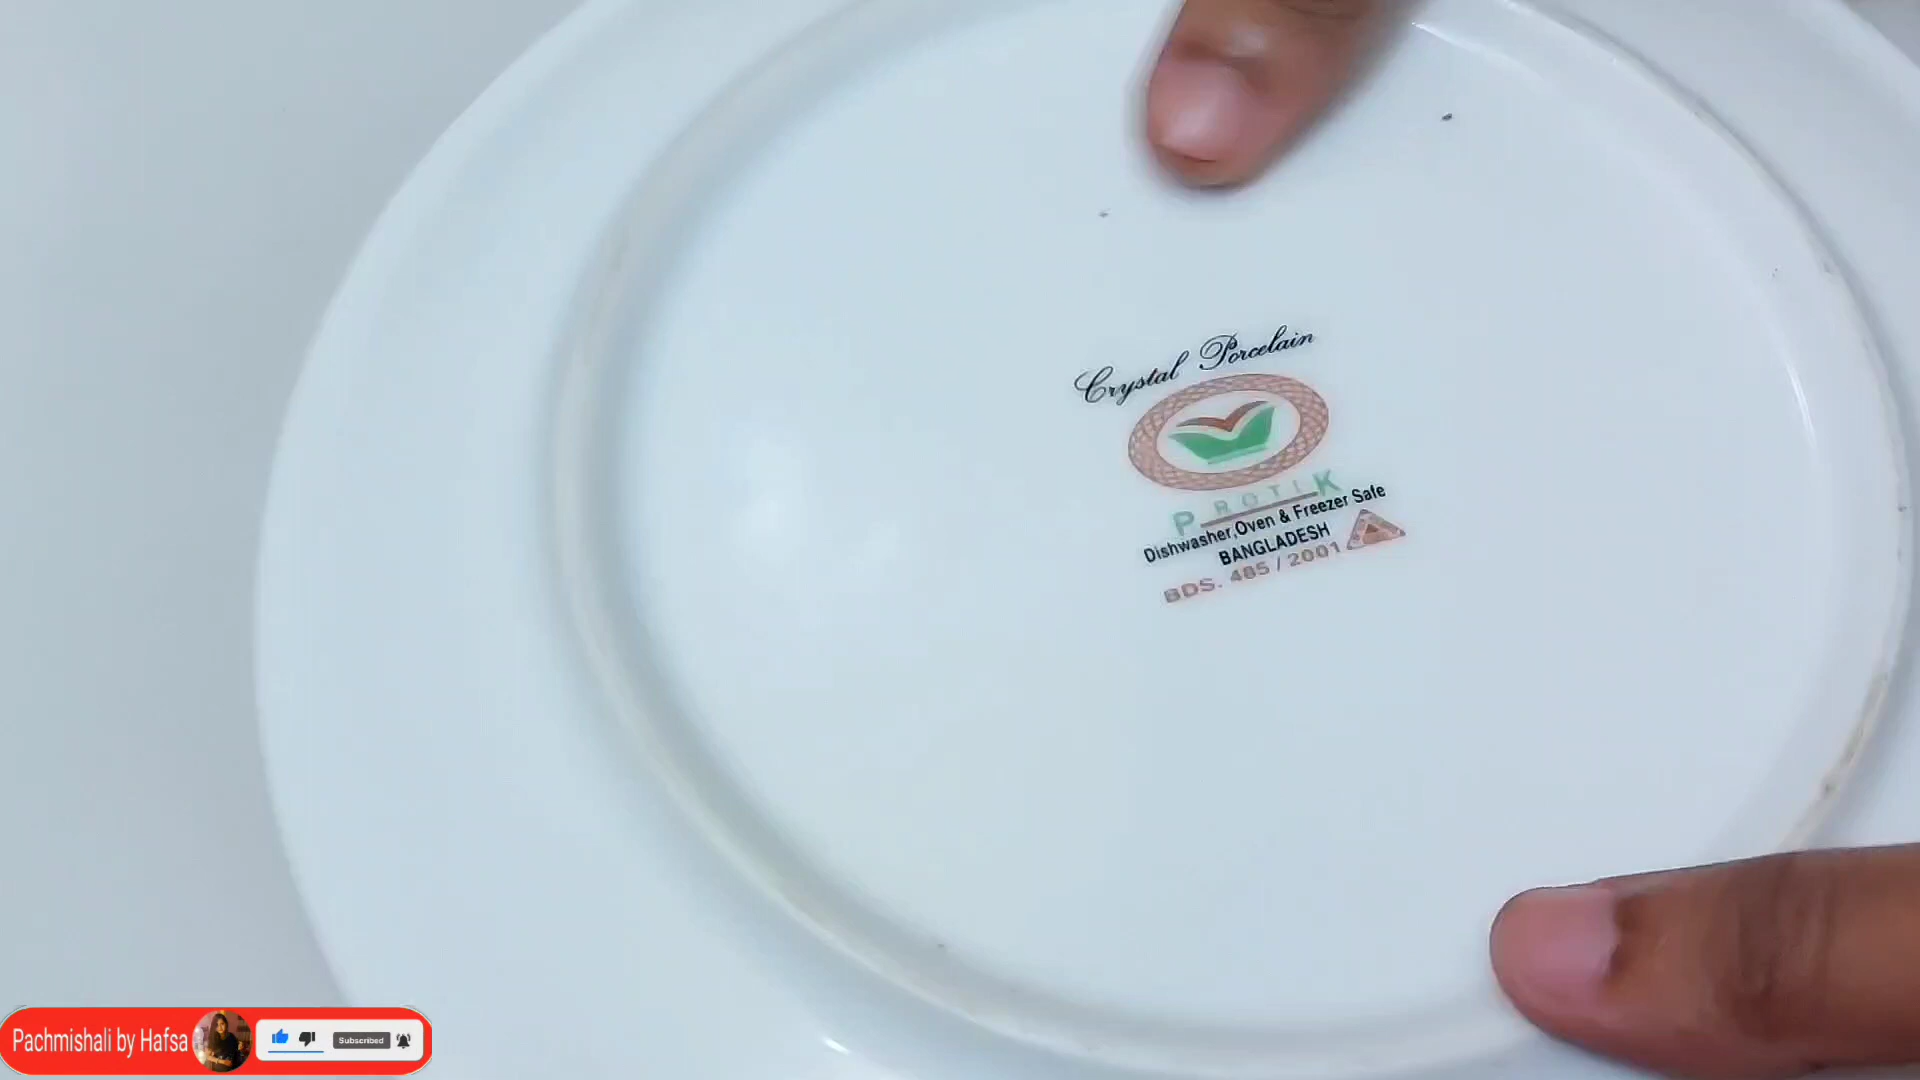 Crystal Porcelain
PROTIK
Dishwasher,Oven & Freezer Safe
BANGLADESH
BDS. 485 / 2001
Pachmishali by Hafsa
Subscribed